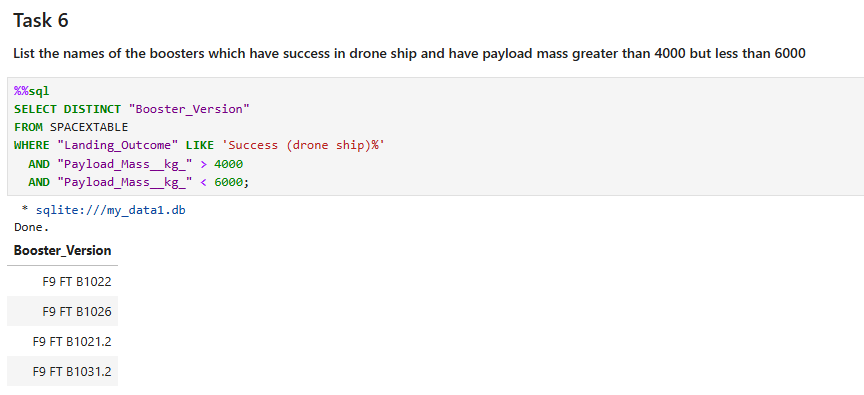 Task 6
List the names of the boosters which have success in drone ship and have payload mass greater than 4000 but less than 6000
%%sql
SELECT DISTINCT "Booster_Version"
FROM SPACEXTABLE
WHERE "Landing_Outcome" LIKE 'Success (drone ship)%'
AND "Payload_Mass__kg_" > 4000
AND "Payload_Mass__kg_" < 6000;
* sqlite:///my_data1.db
Done.
Booster_Version
F9 FT B1022
F9 FT B1026
F9 FT B1021.2
F9 FT B1031.2